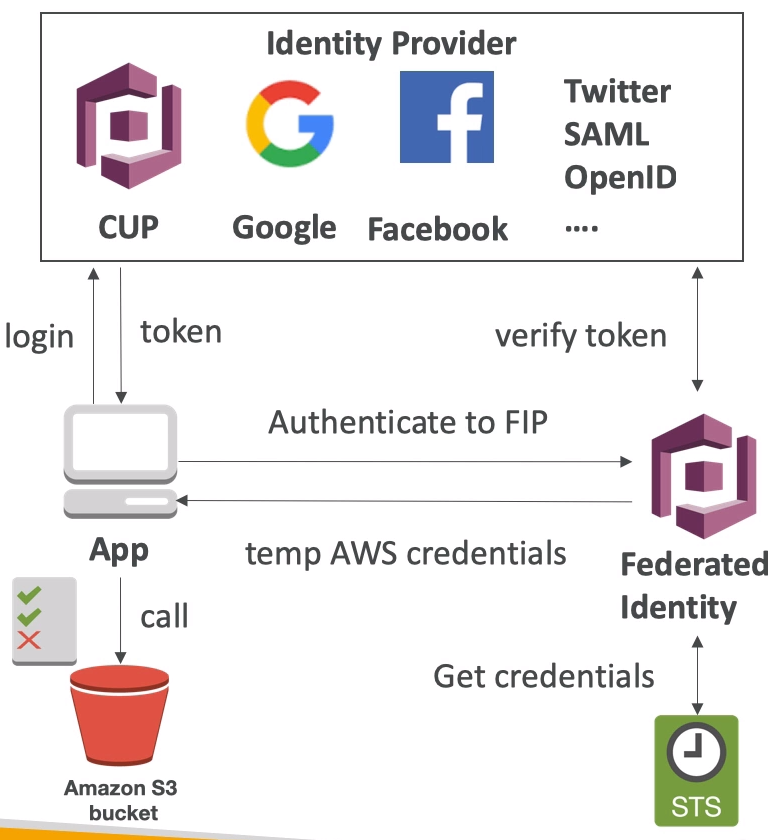 Identity Provider
Twitter
SAML
OpenID
....
CUP
Google
Facebook
login
token
verify token
Authenticate to FIP
App
temp AWS credentials
Federated
Identity
call
Get credentials
Amazon S3
bucket
STS